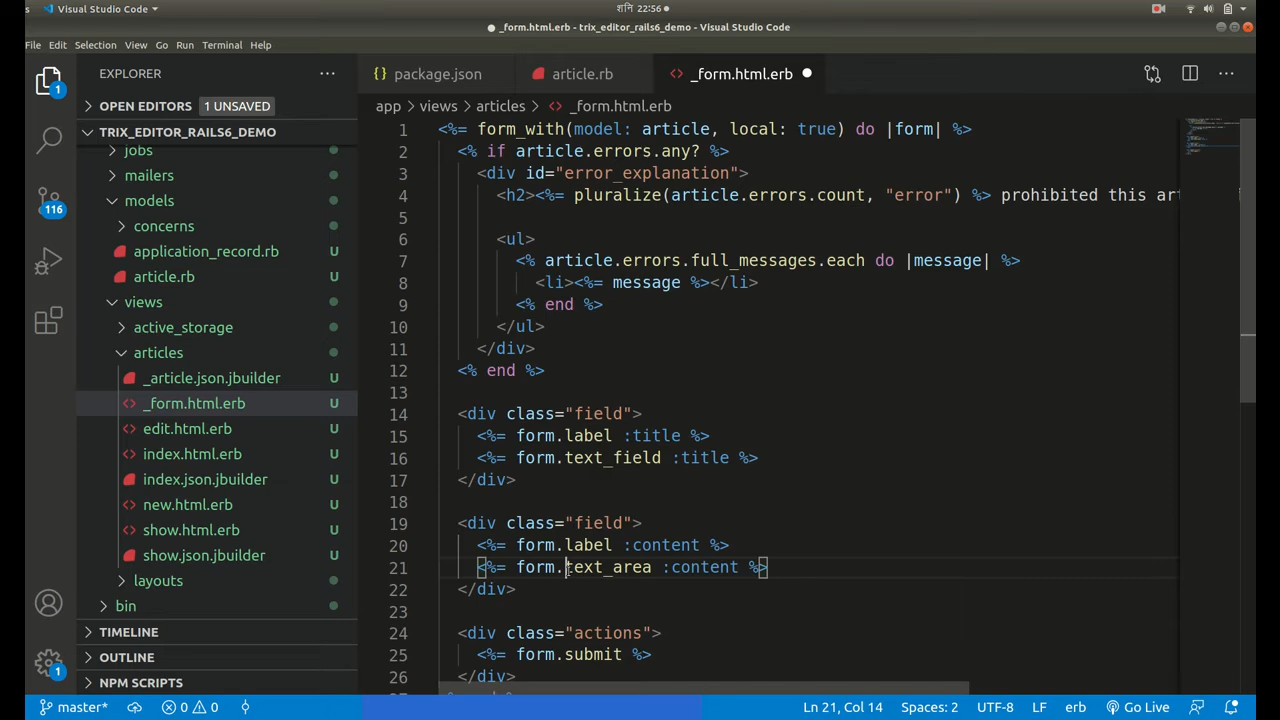 Visual Studio Code
शनि 22:56
_form.html.erb - trix_editor_rails6_demo - Visual Studio Code
File Edit Selection View Go Run Terminal Help
EXPLORER
OPEN EDITORS 1 UNSAVED
TRIX_EDITOR_RAILS6_DEMO
jobs
mailers
models
concerns
application_record.rb U
article.rb U
views
active_storage
articles
_article.json.jbuilder U
_form.html.erb U
edit.html.erb U
index.html.erb U
index.json.jbuilder U
new.html.erb U
show.html.erb U
show.json.jbuilder U
layouts
bin
TIMELINE
OUTLINE
NPM SCRIPTS
1
116
1
package.json article.rb _form.html.erb
app > views > articles > _form.html.erb
1 <%= form_with(model: article, local: true) do |form| %>
2 <% if article.errors.any? %>
3 <div id="error_explanation">
4 <h2><%= pluralize(article.errors.count, "error") %> prohibited this art
5
6 <ul>
7 <% article.errors.full_messages.each do |message| %>
8 <li><%= message %></li>
9 <% end %>
10 </ul>
11 </div>
12 <% end %>
13
14 <div class="field">
15 <%= form.label :title %>
16 <%= form.text_field :title %>
17 </div>
18
19 <div class="field">
20 <%= form.label :content %>
21 <%= form.text_area :content %>
22 </div>
23
24 <div class="actions">
25 <%= form.submit %>
26 </div>
master* 0 0 Ln 21, Col 14 Spaces: 2 UTF-8 LF erb Go Live